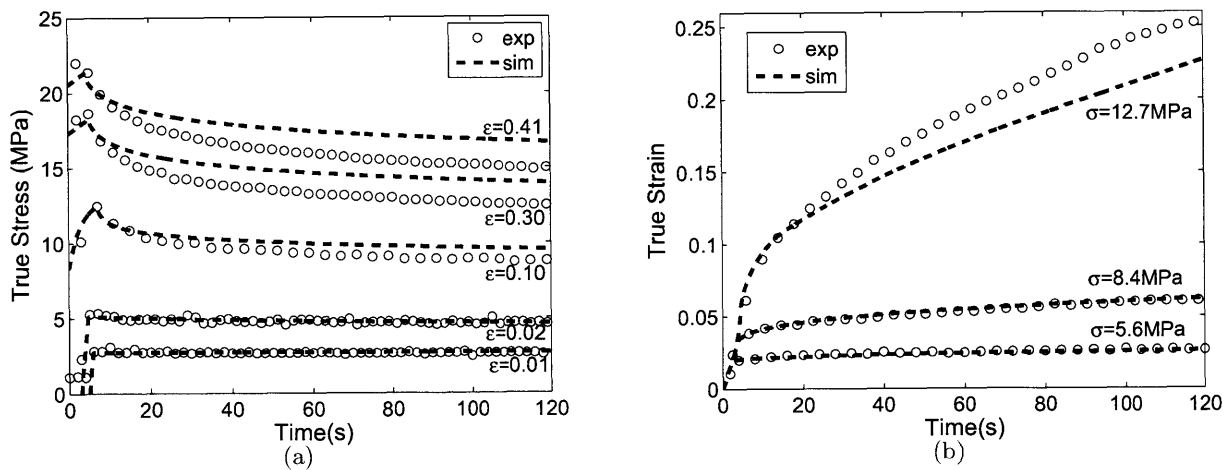 25
20
15
10
5
0
True Stress (MPa)
exp
sim
ε=0.41
ε=0.30
ε=0.10
ε=0.02
ε=0.01
0 20 40 60 80 100 120
Time(s)
(a)
0.25
0.2
0.15
0.1
0.05
0
True Strain
exp
sim
σ=12.7MPa
σ=8.4MPa
σ=5.6MPa
0 20 40 60 80 100 120
Time(s)
(b)